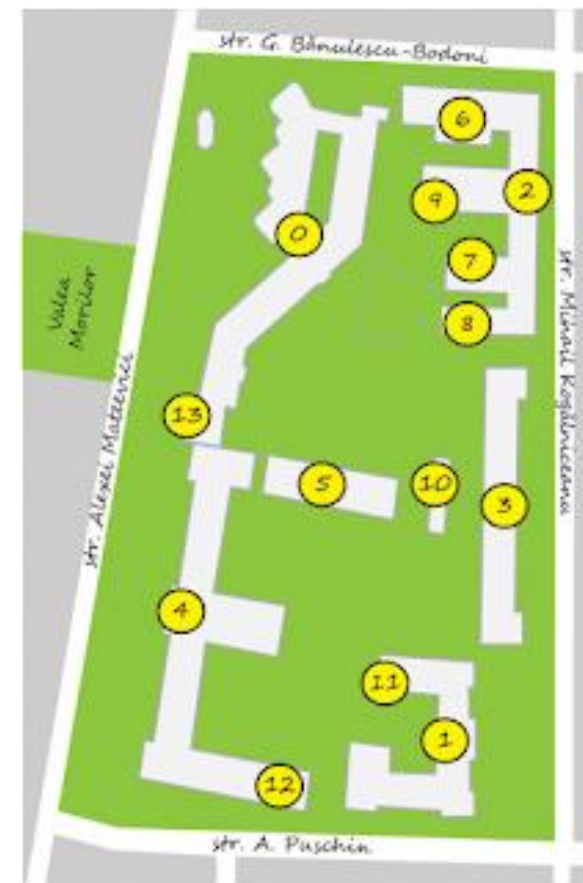 str. G. Bănulescu-Bodoni
6
2
9
0
7
Valea
Morilor
8
str. Mihail Kogălniceanu
13
str. Alexei Mateevici
5
10
3
4
11
1
12
str. A. Puschin